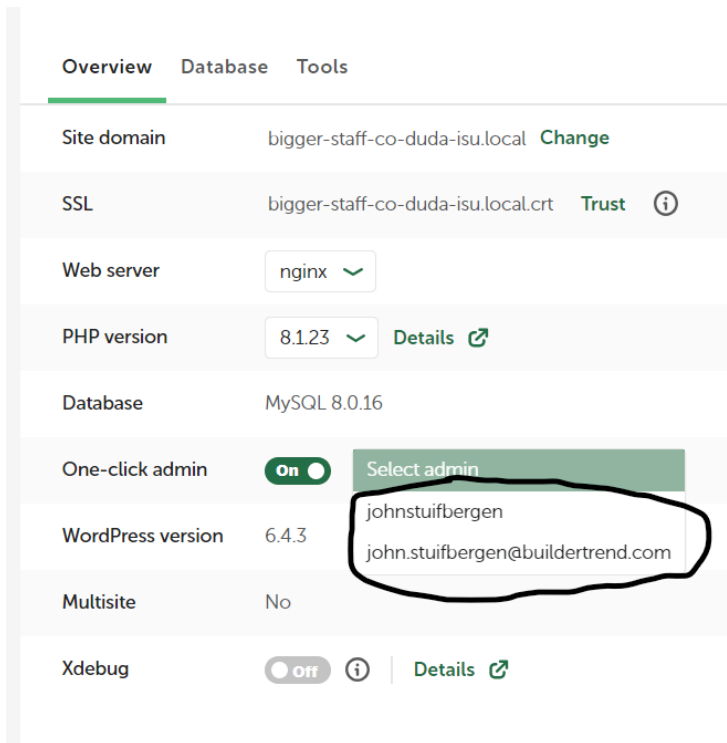 Overview Database Tools
Site domain bigger-staff-co-duda-isu.local Change
SSL bigger-staff-co-duda-isu.local.crt Trust
Web server nginx
PHP version 8.1.23 Details
Database MySQL 8.0.16
One-click admin On Select admin
johnstuifbergen
WordPress version 6.4.3
john.stuifbergen@buildertrend.com
Multisite No
Xdebug Off Details